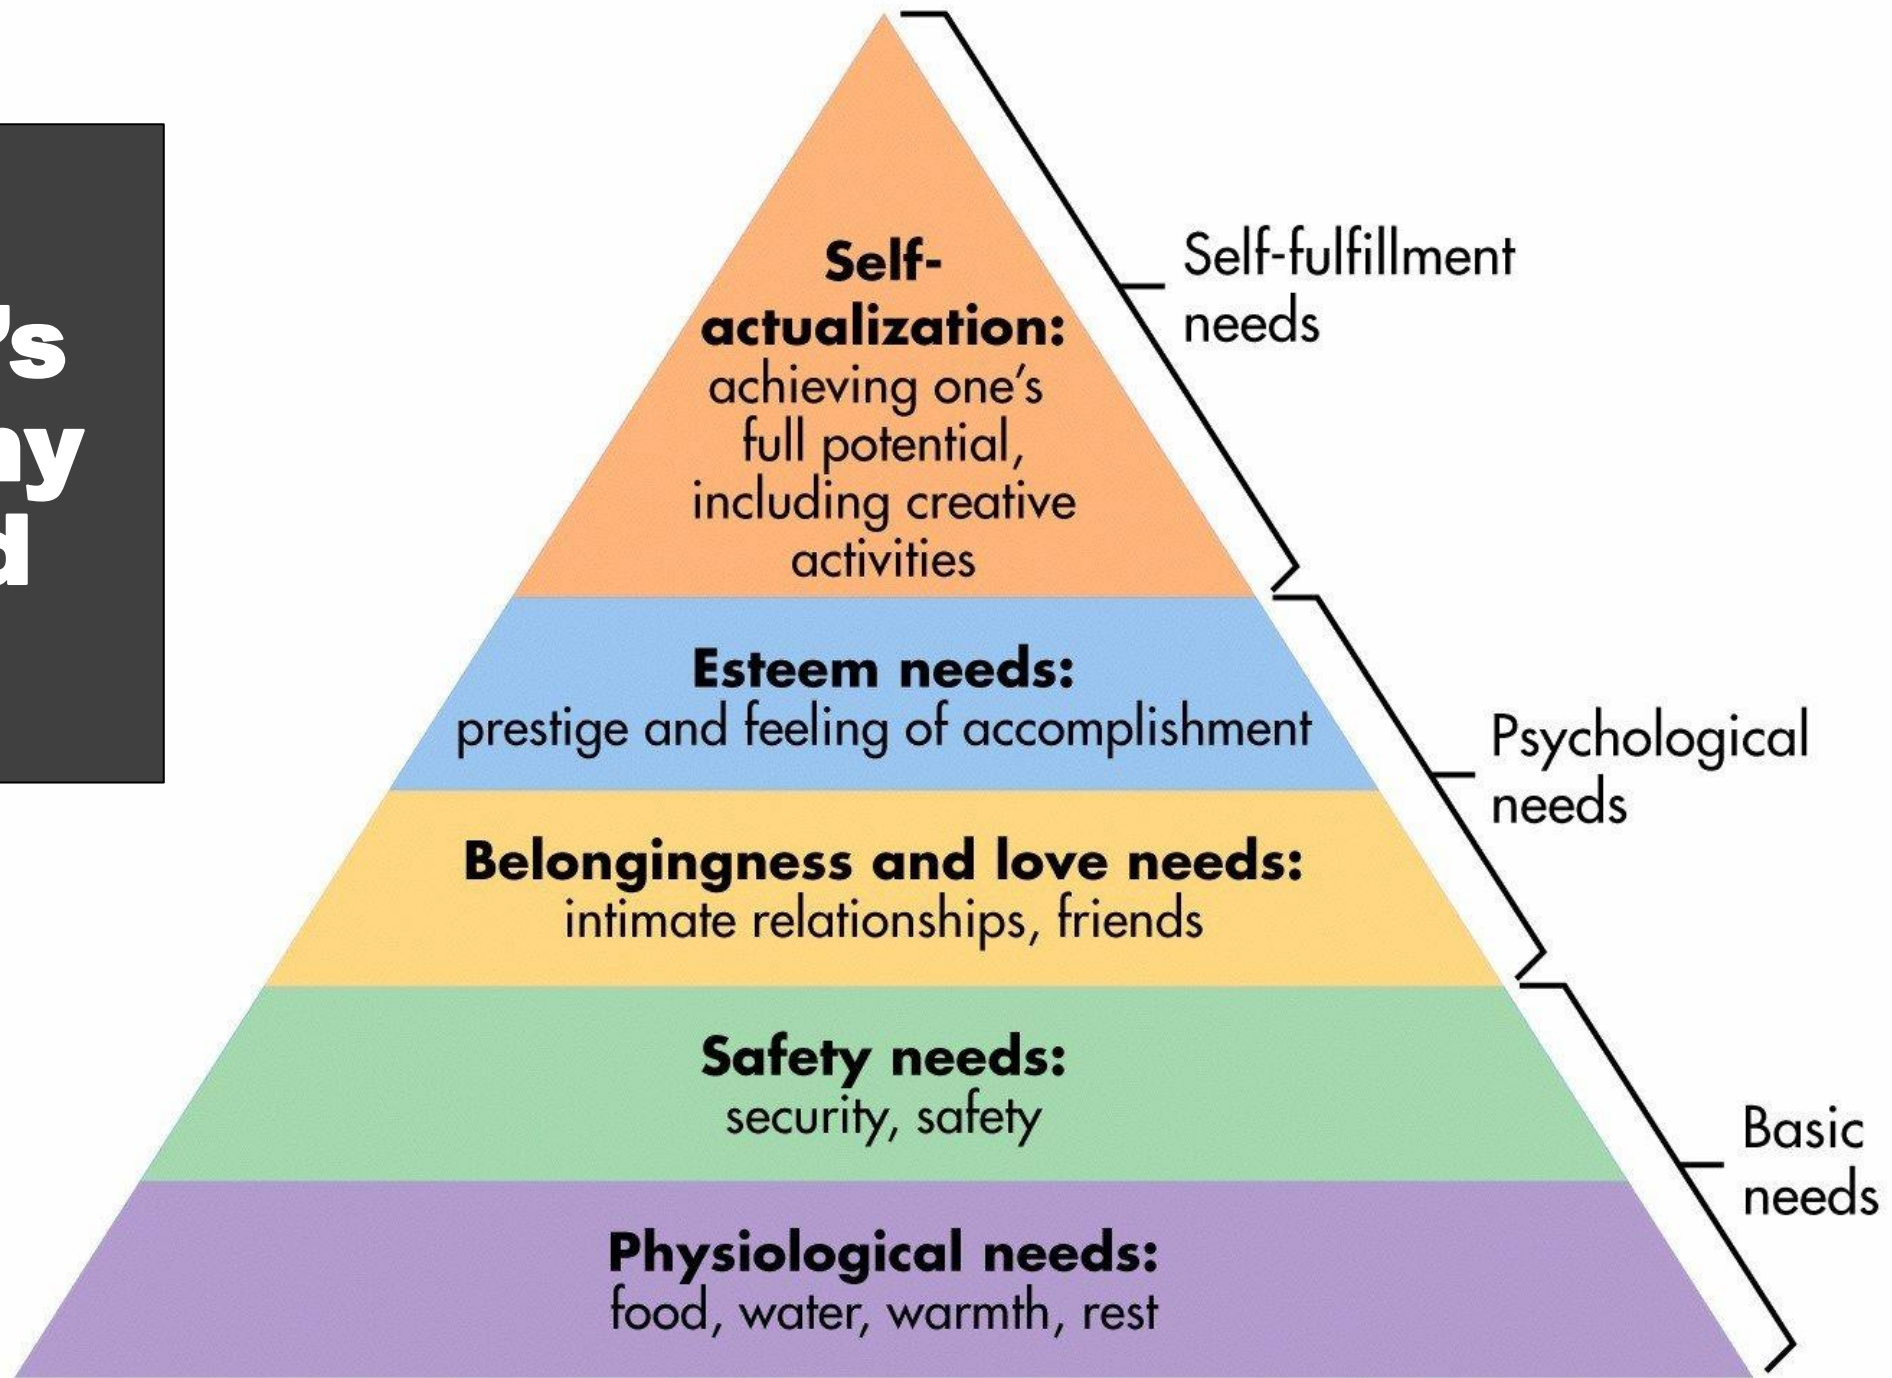 's
Self-
actualization:
achieving one’s
full potential,
including creative
activities
Self-fulfillment
needs
Esteem needs:
prestige and feeling of accomplishment
Psychological
needs
Belongingness and love needs:
intimate relationships, friends
Safety needs:
security, safety
Basic
needs
Physiological needs:
food, water, warmth, rest